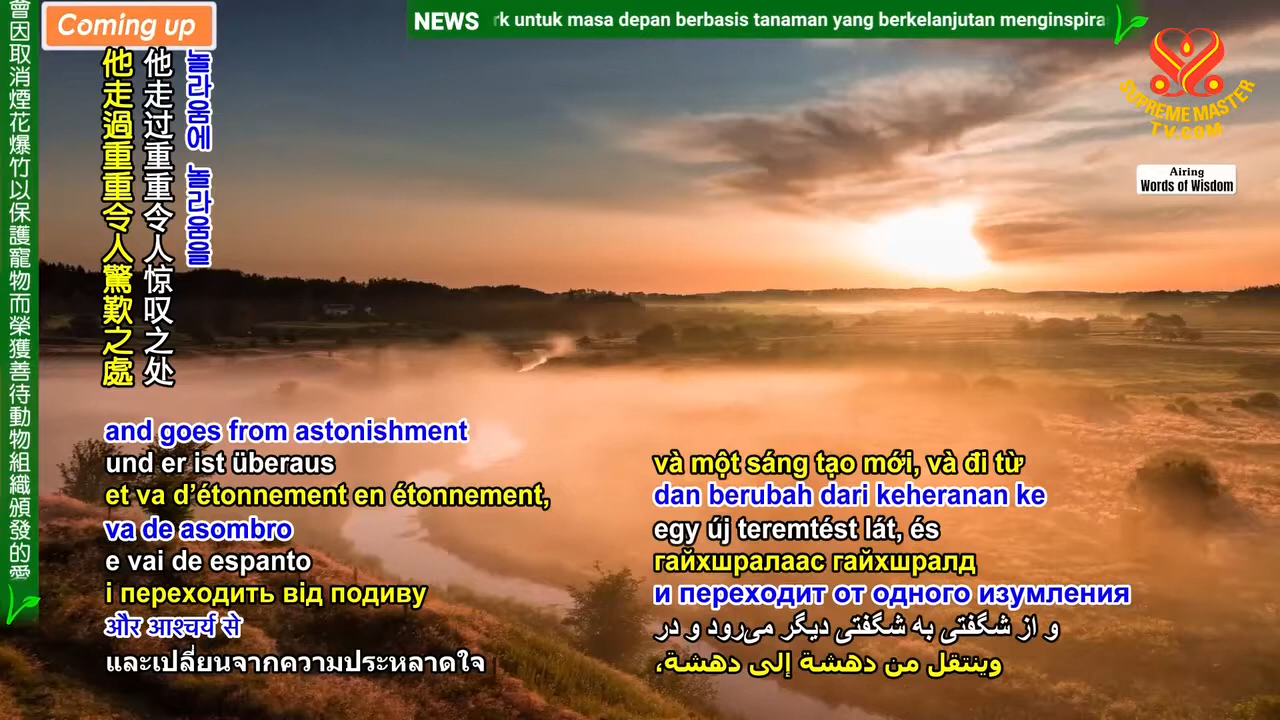 Coming up
NEWS rk untuk masa depan berbasis tanaman yang berkelanjutan menginspira
SUPREME MASTER
TV.COM
Airing
Words of Wisdom
會因取消煙花爆竹以保護寵物而榮獲善待動物組織頒發的愛
놀라움에 놀라움을
他走过重重令人惊叹之处
他走過重重令人驚歎之處
and goes from astonishment
und er ist überaus
et va d’étonnement en étonnement,
va de asombro
e vai de espanto
і переходить від подиву
और आश्चर्य से
และเปลี่ยนจากความประหลาดใจ
và một sáng tạo mới, và đi từ
dan berubah dari keheranan ke
egy új teremtést lát, és
гайхшралаас гайхшралд
и переходит от одного изумления
و از شگفتی به شگفتی دیگر می‌رود و در
وينتقل من دهشة إلى دهشة،